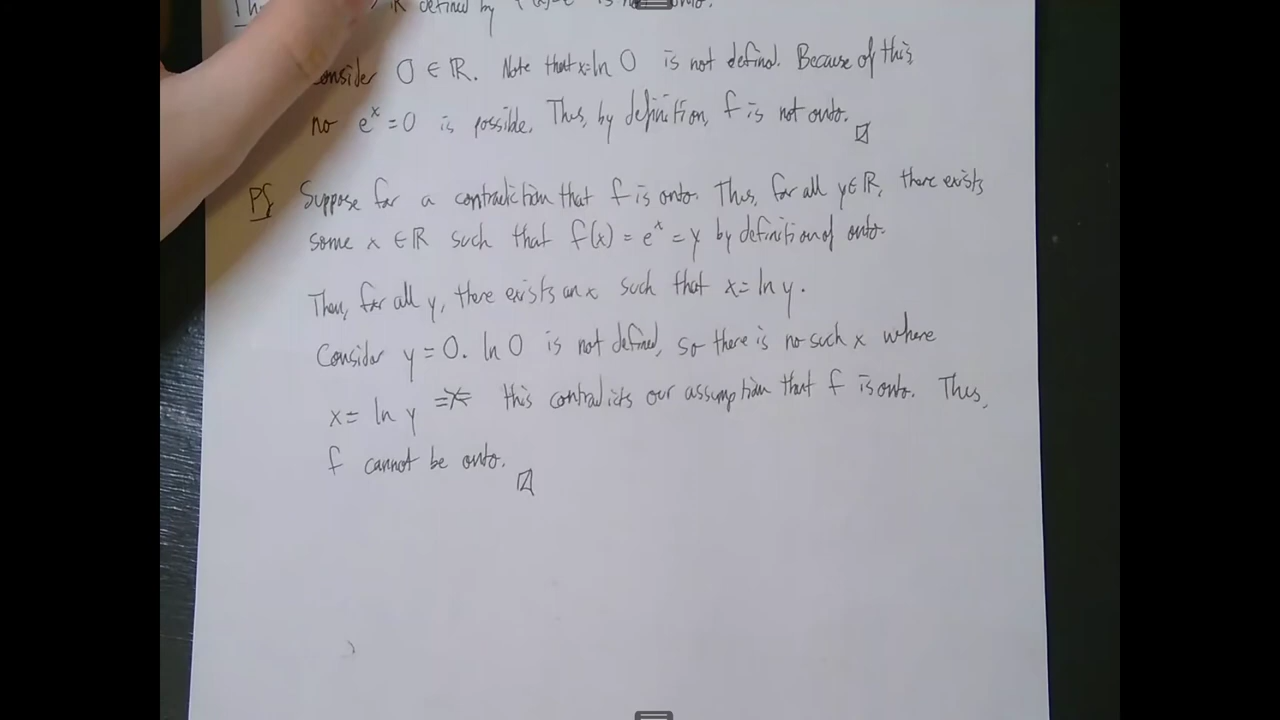 Th R defined by
Consider 0 ∈ ℝ. Note that x=ln 0 is not defined. Because of this,
no e^x = 0 is possible. Thus, by definition, f is not onto. ☐
Pf Suppose for a contradiction that f is onto. Thus, for all y∈ℝ, there exists
some x ∈ ℝ such that f(x) = e^x = y by definition of onto.
Then, for all y, there exists an x such that x = ln y.
Consider y = 0. ln 0 is not defined, so there is no such x where
x = ln y =X= this contradicts our assumption that f is onto. Thus,
f cannot be onto. ☐